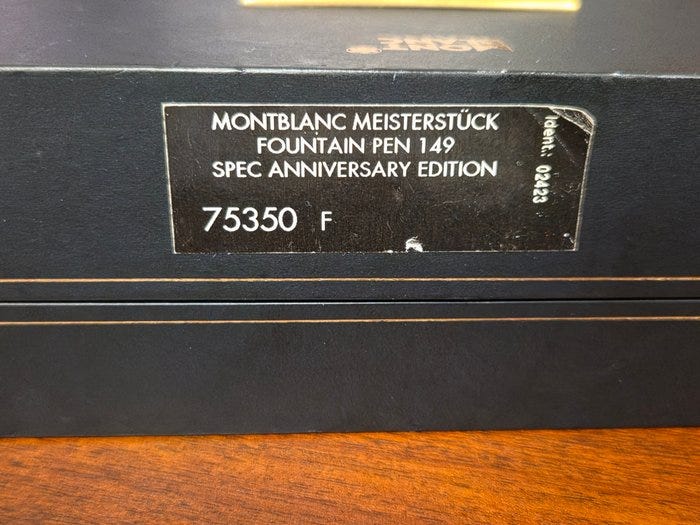 MONTBLANC MEISTERSTÜCK
FOUNTAIN PEN 149
SPEC ANNIVERSARY EDITION
75350 F
Ident.: 02423